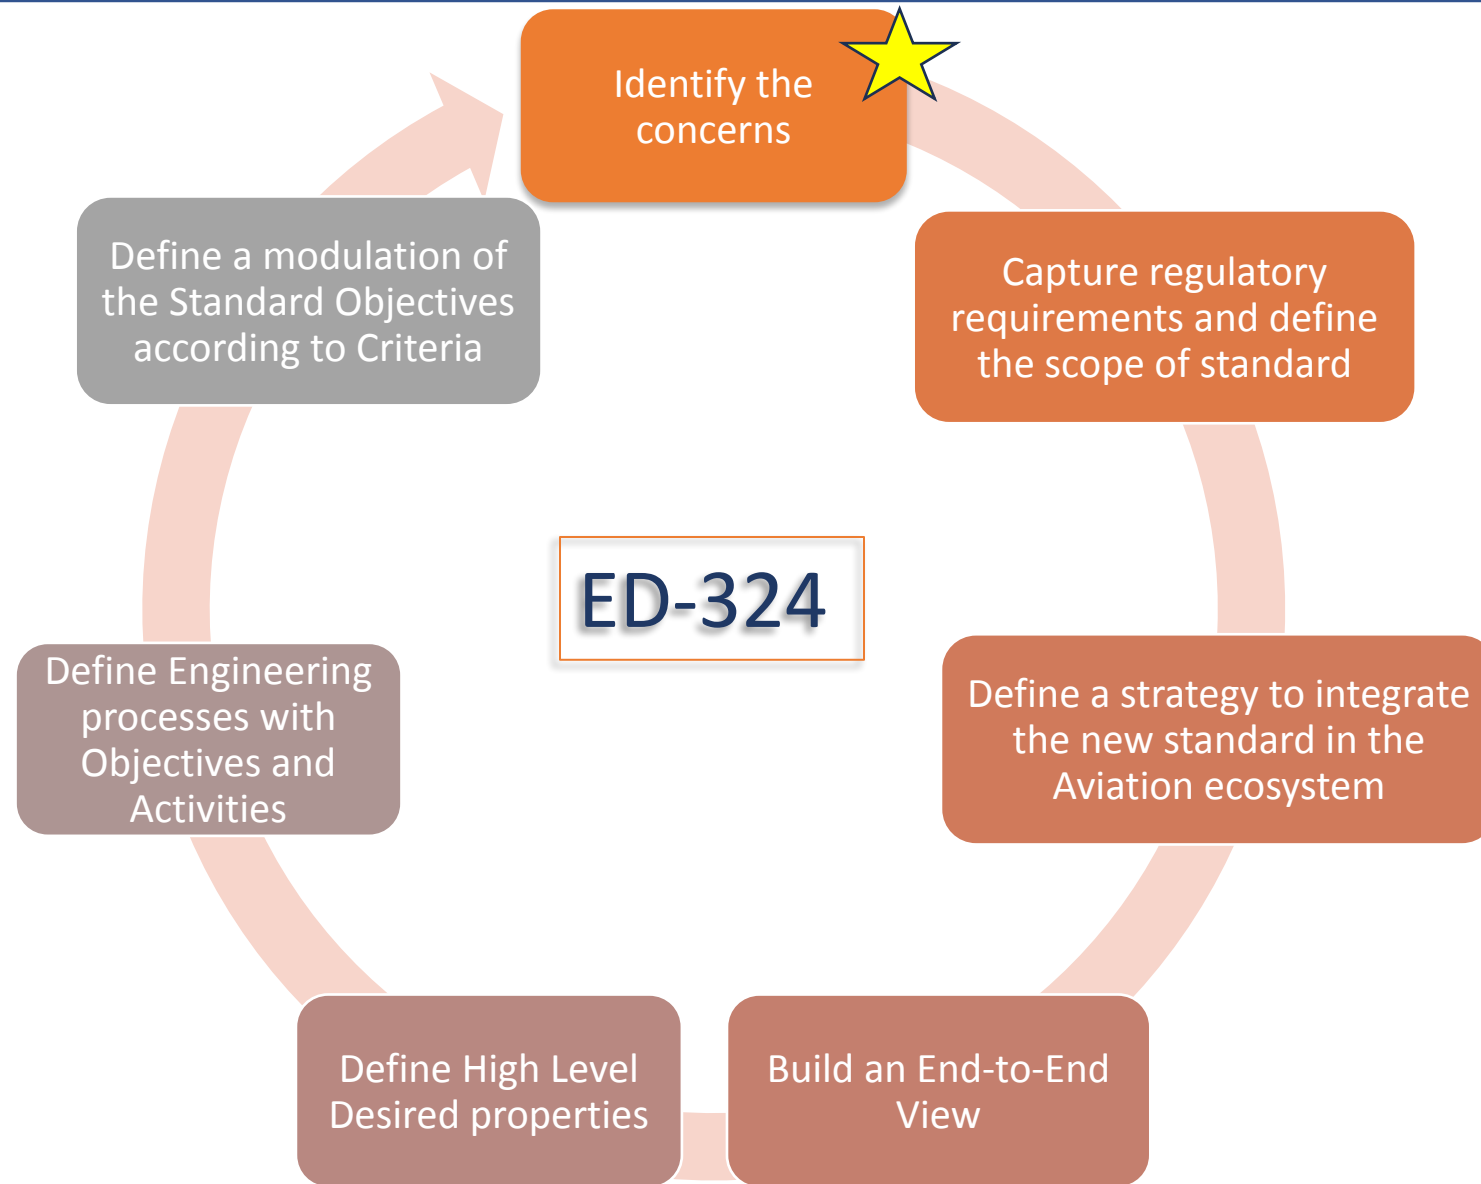 Identify the
concerns
Capture regulatory
requirements and define
the scope of standard
Define a strategy to integrate
the new standard in the
Aviation ecosystem
Build an End-to-End
View
Define High Level
Desired properties
Define Engineering
processes with
Objectives and
Activities
Define a modulation of
the Standard Objectives
according to Criteria
ED-324